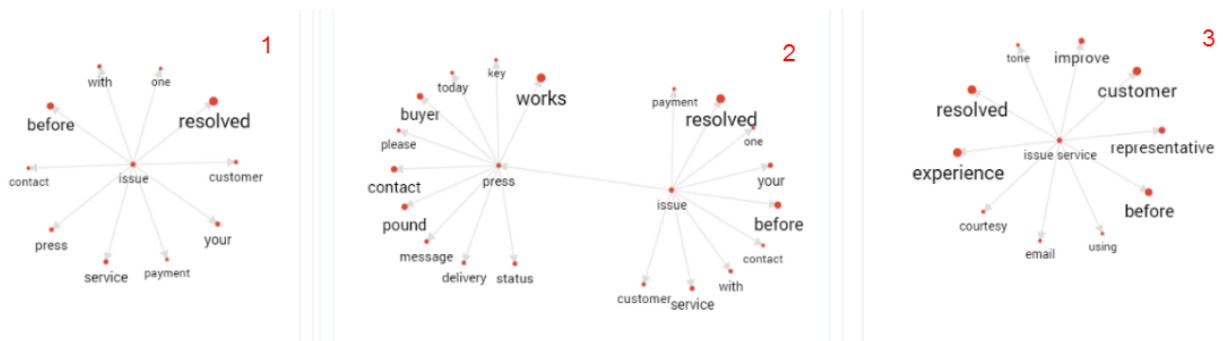 1
with
one
before
resolved
contact
issue
customer
press
your
service
payment
2
key
today
works
buyer
please
contact
press
pound
message
delivery
status
payment
resolved
one
your
issue
before
contact
with
customer
service
3
tone
improve
customer
resolved
representative
issue service
experience
before
courtesy
using
email